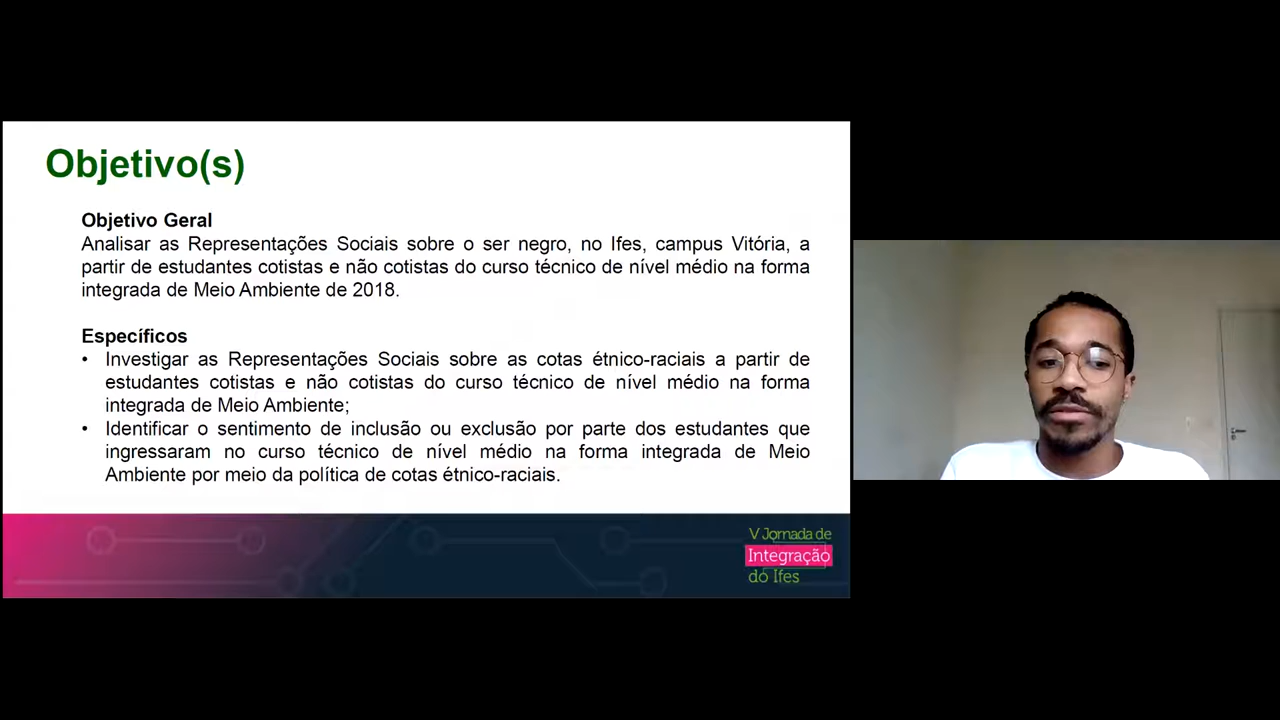 Objetivo(s)
Objetivo Geral
Analisar as Representações Sociais sobre o ser negro, no Ifes, campus Vitória, a
partir de estudantes cotistas e não cotistas do curso técnico de nível médio na forma
integrada de Meio Ambiente de 2018.
Específicos
• Investigar as Representações Sociais sobre as cotas étnico-raciais a partir de
estudantes cotistas e não cotistas do curso técnico de nível médio na forma
integrada de Meio Ambiente;
• Identificar o sentimento de inclusão ou exclusão por parte dos estudantes que
ingressaram no curso técnico de nível médio na forma integrada de Meio
Ambiente por meio da política de cotas étnico-raciais.
V Jornada de
Integração
do Ifes